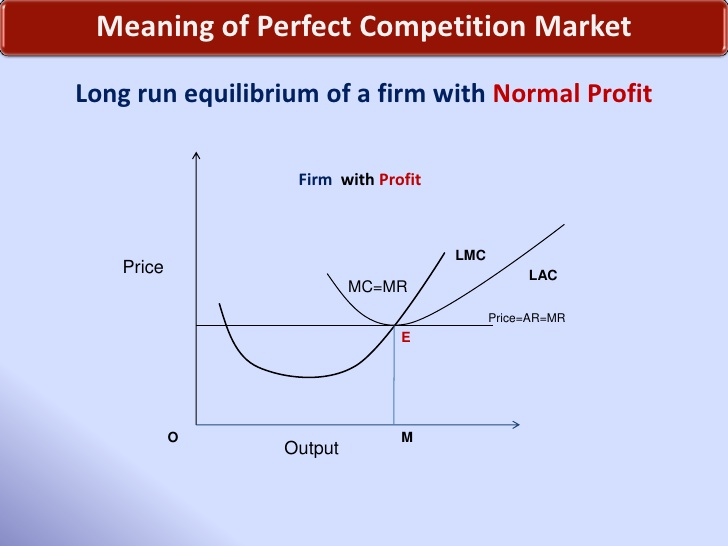 Meaning of Perfect Competition Market
Long run equilibrium of a firm with Normal Profit
Firm with Profit
LMC
Price
LAC
MC=MR
Price=AR=MR
E
O
M
Output